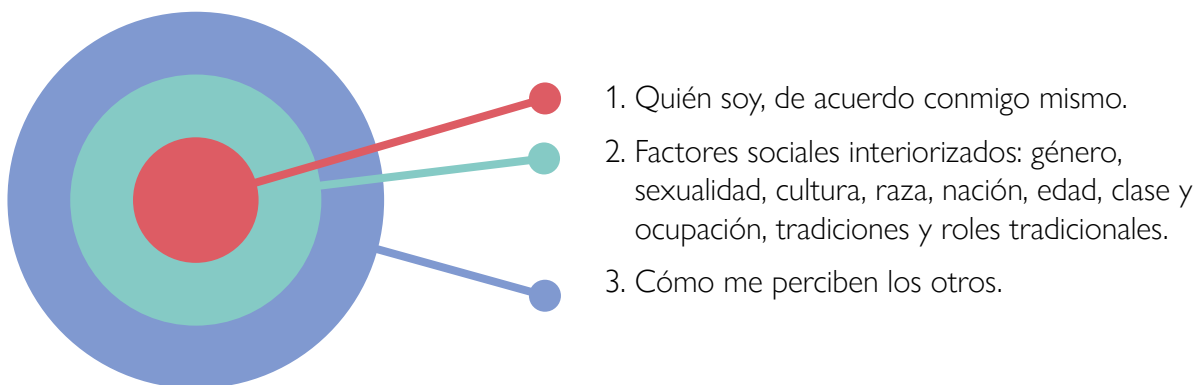 1. Quién soy, de acuerdo conmigo mismo.
2. Factores sociales interiorizados: género,
sexualidad, cultura, raza, nación, edad, clase y
ocupación, tradiciones y roles tradicionales.
3. Cómo me perciben los otros.